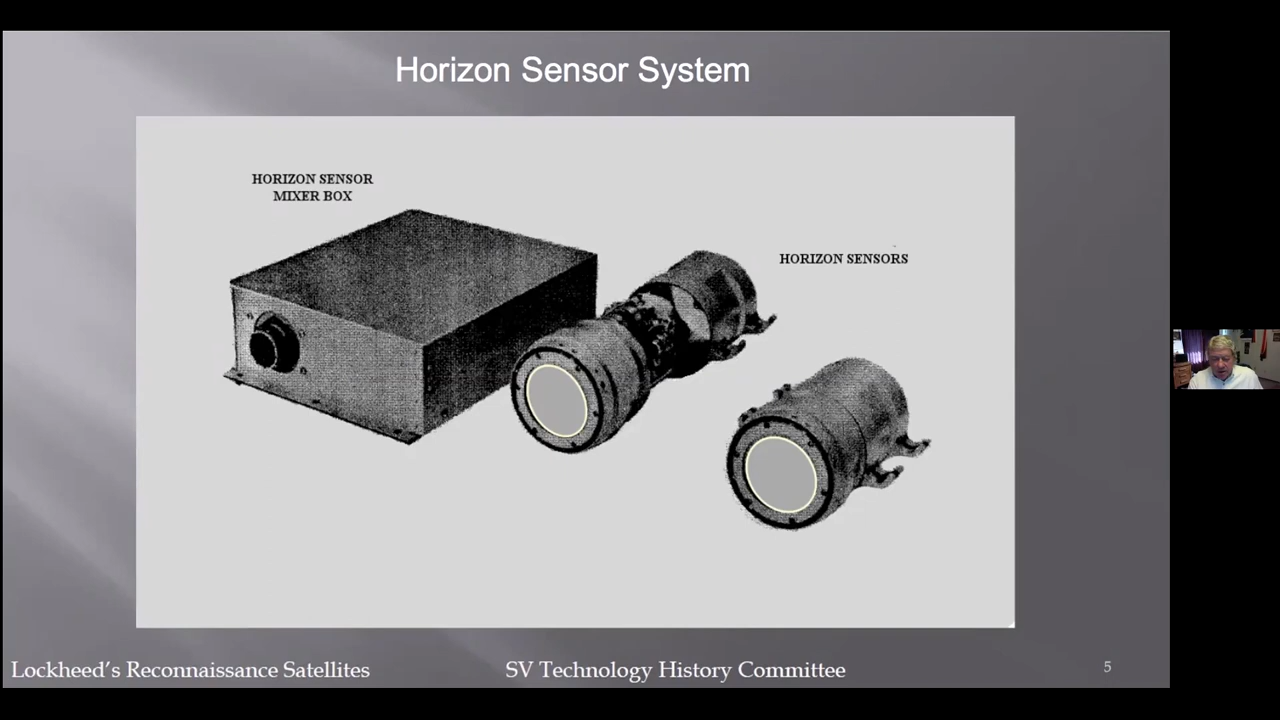 Horizon Sensor System
HORIZON SENSOR
MIXER BOX
HORIZON SENSORS
Lockheed’s Reconnaissance Satellites
SV Technology History Committee
5